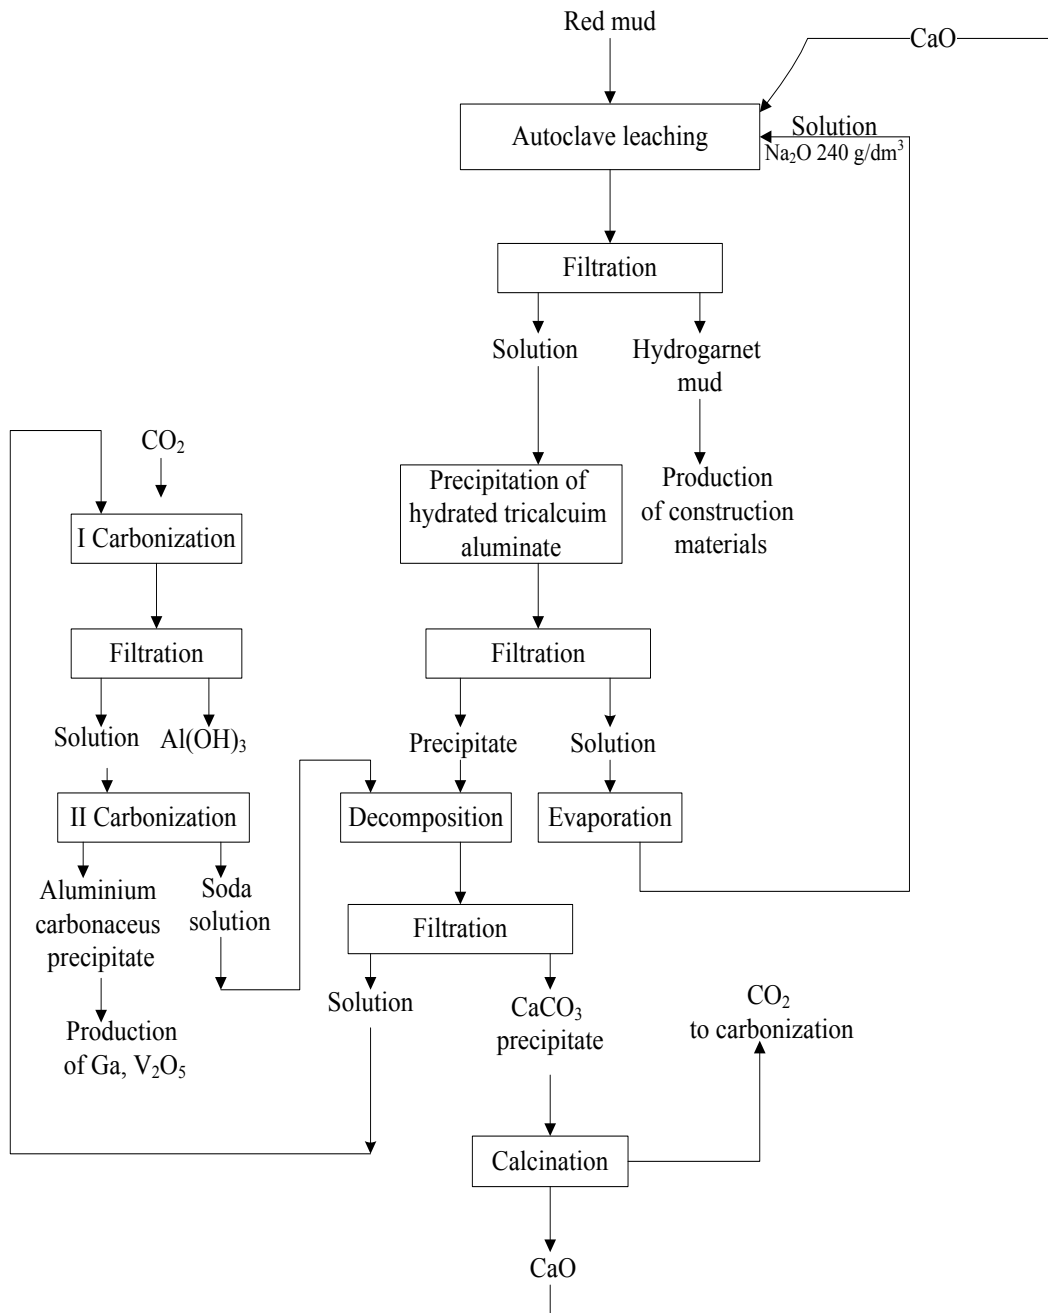 Red mud
CaO
Autoclave leaching
Solution
Na₂O 240 g/dm³
Filtration
Solution
Hydrogarnet
mud
CO₂
Precipitation of
hydrated tricalcuim
aluminate
Production
of construction
materials
I Carbonization
Filtration
Filtration
Solution
Al(OH)₃
Precipitate
Solution
II Carbonization
Decomposition
Evaporation
Aluminium
carbonaceus
precipitate
Soda
solution
Filtration
Production
of Ga, V₂O₅
Solution
CaCO₃
precipitate
CO₂
to carbonization
Calcination
CaO